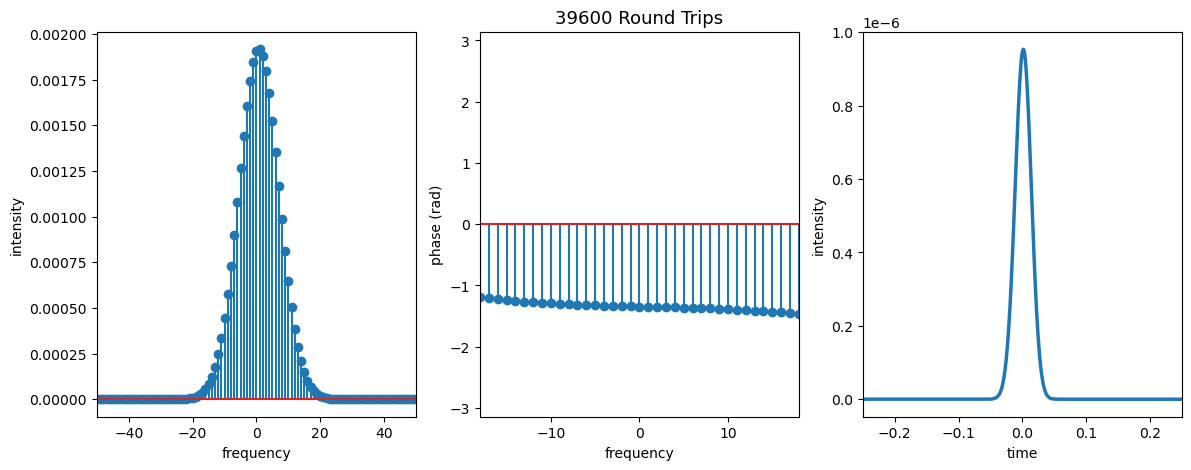 39600 Round Trips
intensity
0.00200
0.00175
0.00150
0.00125
0.00100
0.00075
0.00050
0.00025
0.00000
−40 −20 0 20 40
frequency
phase (rad)
3
2
1
0
−1
−2
−3
−10 0 10
frequency
1e−6
intensity
1.0
0.8
0.6
0.4
0.2
0.0
−0.2 −0.1 0.0 0.1 0.2
time